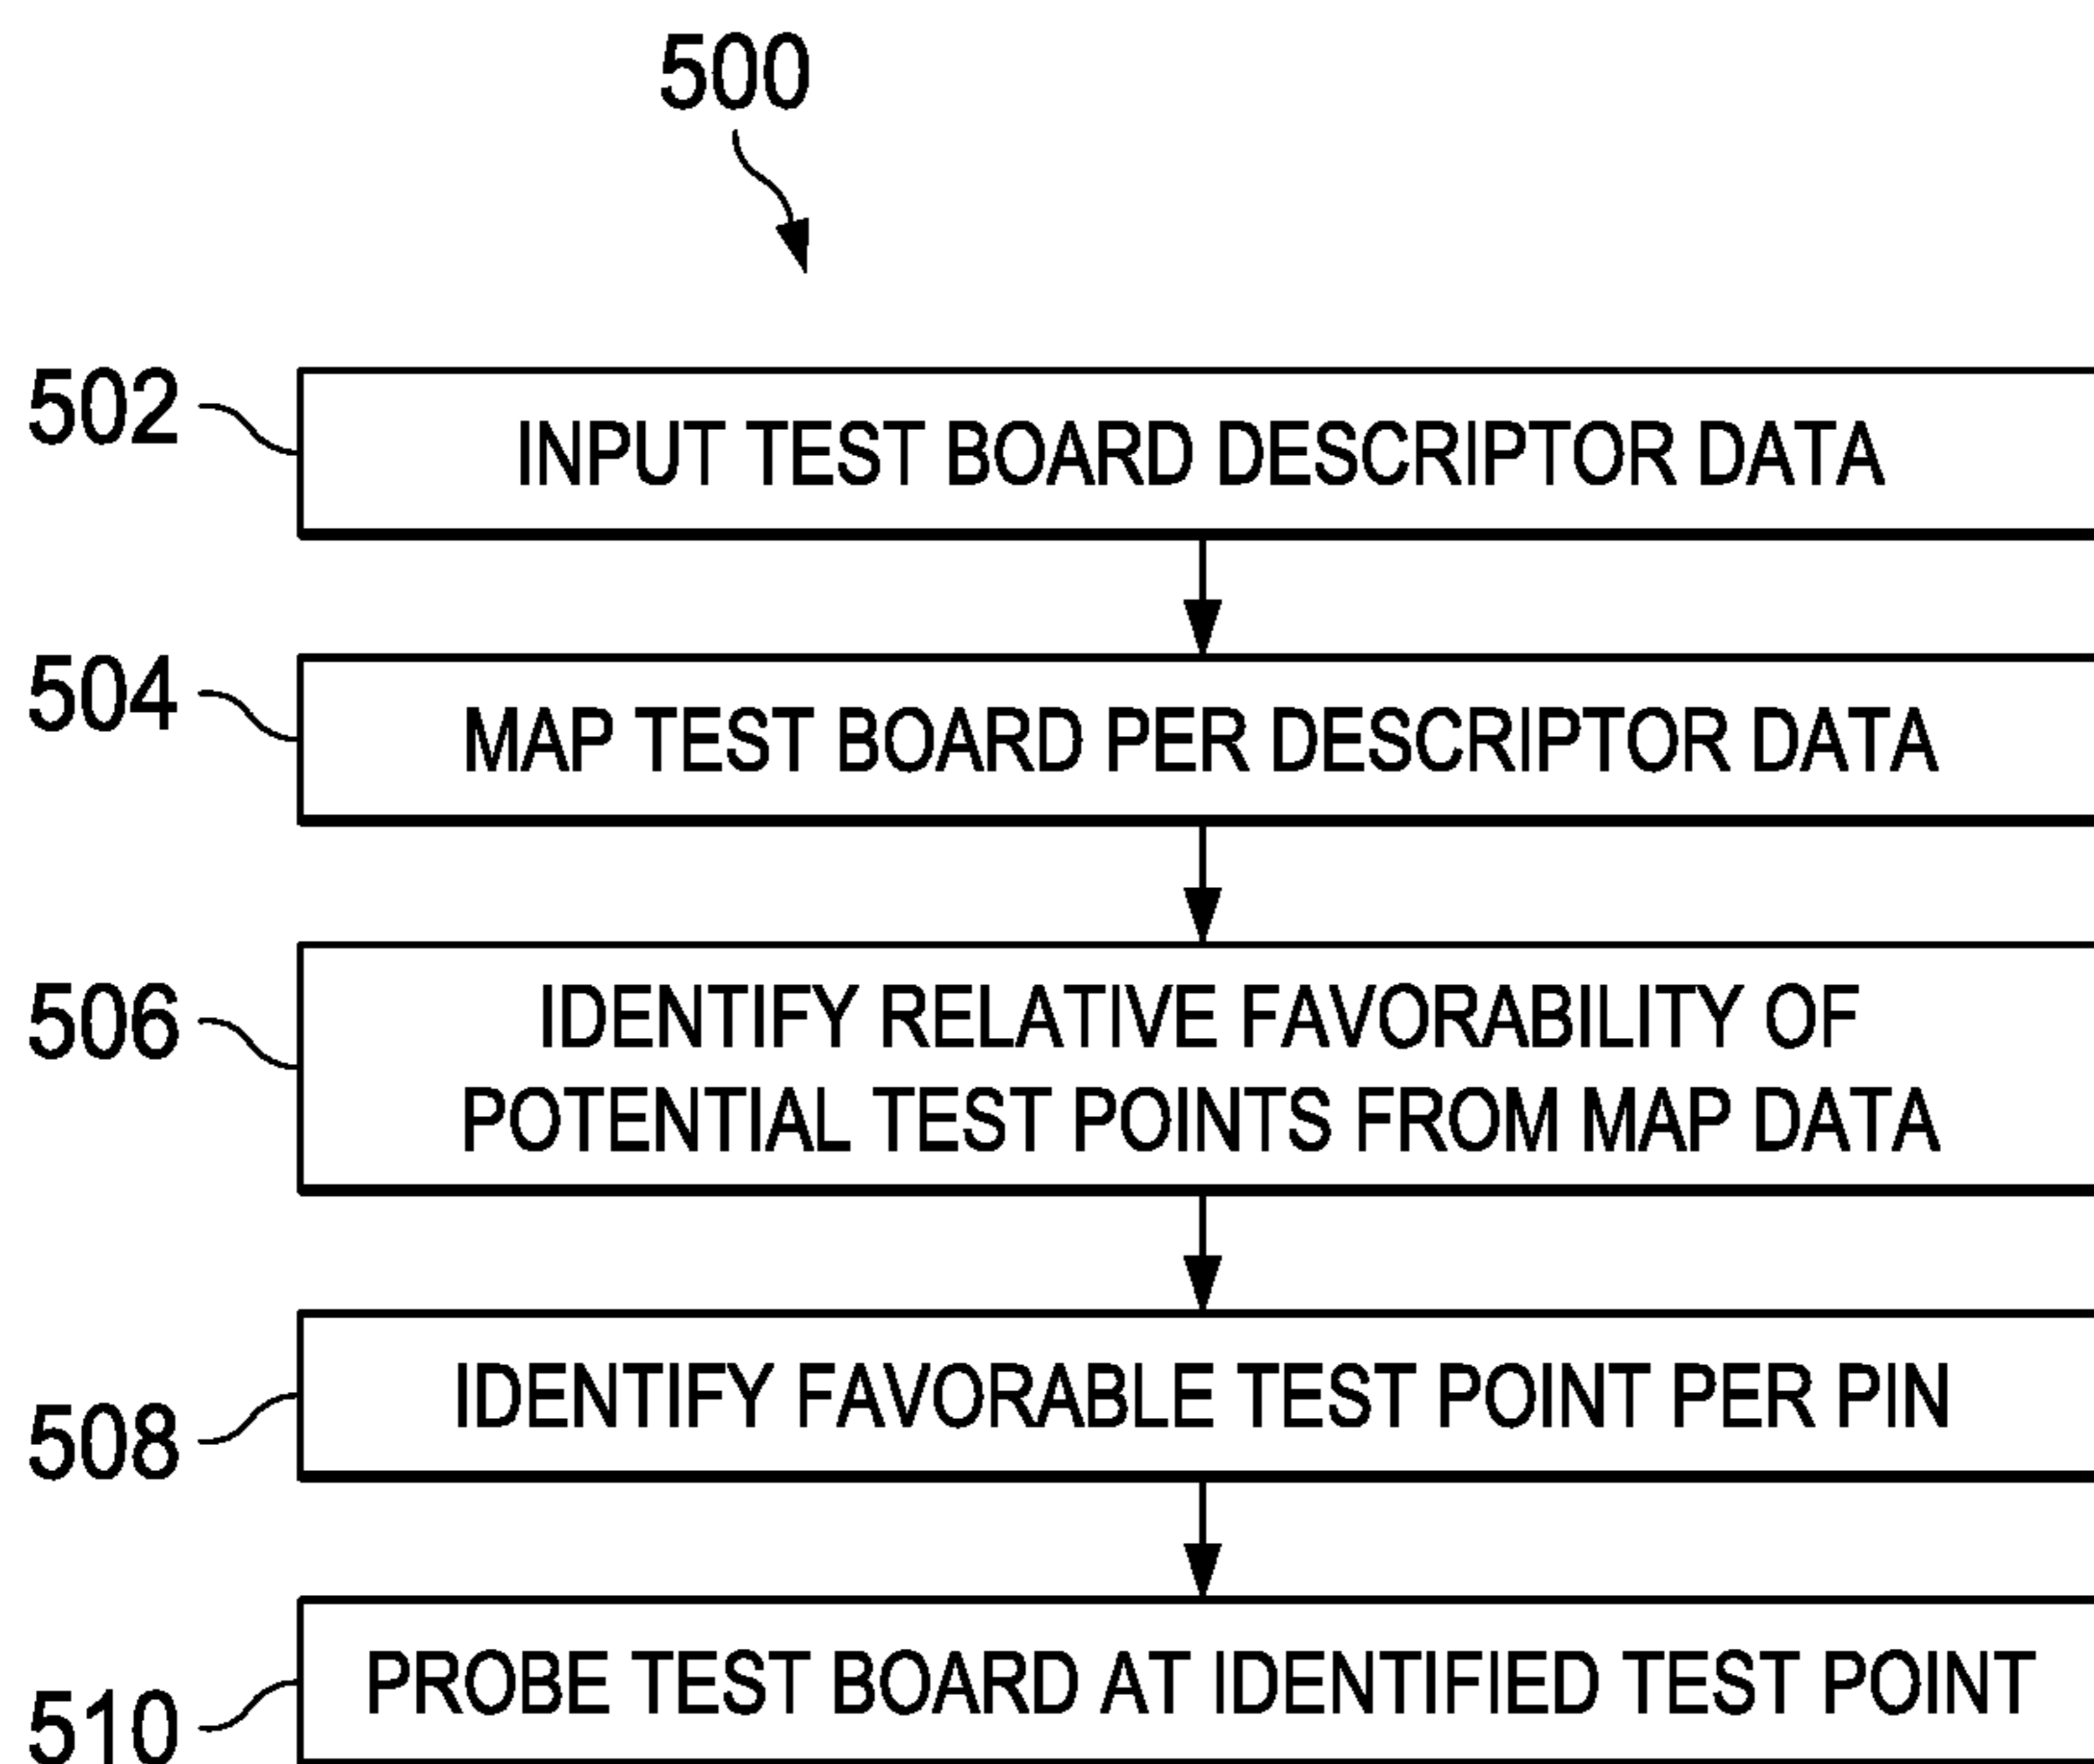 500
502
INPUT TEST BOARD DESCRIPTOR DATA
504
MAP TEST BOARD PER DESCRIPTOR DATA
506
IDENTIFY RELATIVE FAVORABILITY OF
POTENTIAL TEST POINTS FROM MAP DATA
508
IDENTIFY FAVORABLE TEST POINT PER PIN
510
PROBE TEST BOARD AT IDENTIFIED TEST POINT